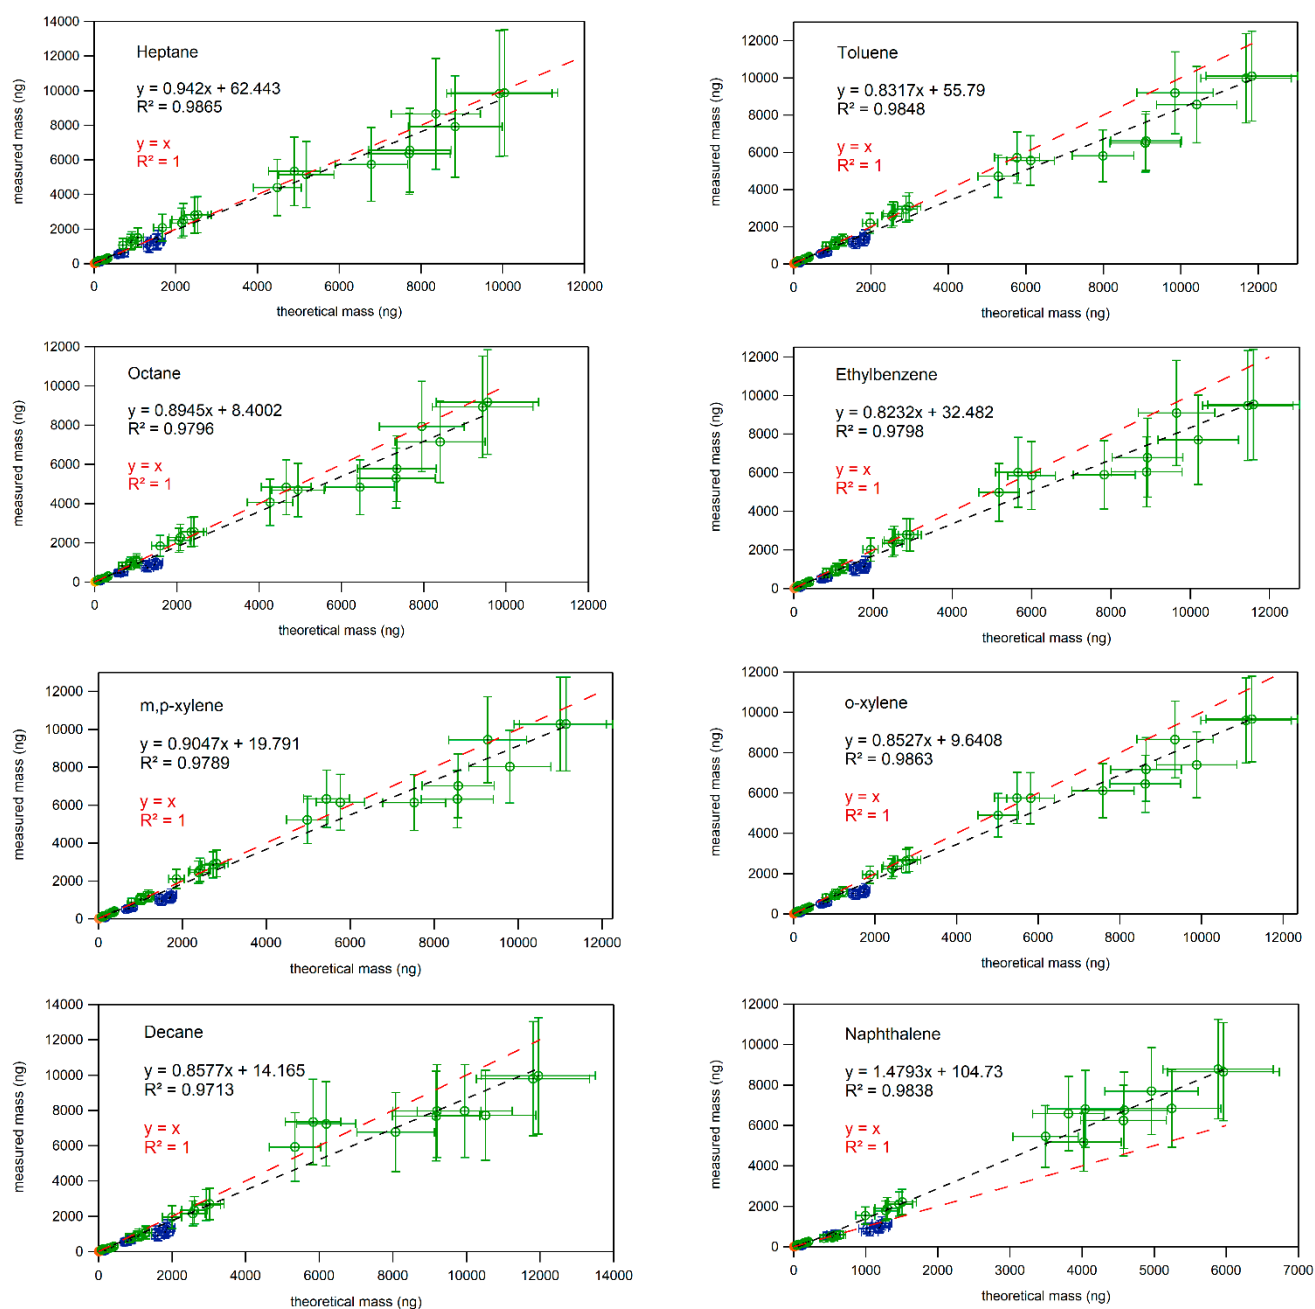 Heptane
y = 0.942x + 62.443
R² = 0.9865
y = x
R² = 1
measured mass (ng)
14000
12000
10000
8000
6000
4000
2000
0
0 2000 4000 6000 8000 10000 12000
theoretical mass (ng)
Toluene
y = 0.8317x + 55.79
R² = 0.9848
y = x
R² = 1
measured mass (ng)
12000
10000
8000
6000
4000
2000
0
0 2000 4000 6000 8000 10000 12000
theoretical mass (ng)
Octane
y = 0.8945x + 8.4002
R² = 0.9796
y = x
R² = 1
measured mass (ng)
12000
10000
8000
6000
4000
2000
0
0 2000 4000 6000 8000 10000 12000
theoretical mass (ng)
Ethylbenzene
y = 0.8232x + 32.482
R² = 0.9798
y = x
R² = 1
measured mass (ng)
12000
10000
8000
6000
4000
2000
0
0 2000 4000 6000 8000 10000 12000
theoretical mass (ng)
m,p-xylene
y = 0.9047x + 19.791
R² = 0.9789
y = x
R² = 1
measured mass (ng)
12000
10000
8000
6000
4000
2000
0
0 2000 4000 6000 8000 10000 12000
theoretical mass (ng)
o-xylene
y = 0.8527x + 9.6408
R² = 0.9863
y = x
R² = 1
measured mass (ng)
12000
10000
8000
6000
4000
2000
0
0 2000 4000 6000 8000 10000 12000
theoretical mass (ng)
Decane
y = 0.8577x + 14.165
R² = 0.9713
y = x
R² = 1
measured mass (ng)
14000
12000
10000
8000
6000
4000
2000
0
0 2000 4000 6000 8000 10000 12000 14000
theoretical mass (ng)
Naphthalene
y = 1.4793x + 104.73
R² = 0.9838
y = x
R² = 1
measured mass (ng)
12000
10000
8000
6000
4000
2000
0
0 1000 2000 3000 4000 5000 6000 7000
theoretical mass (ng)